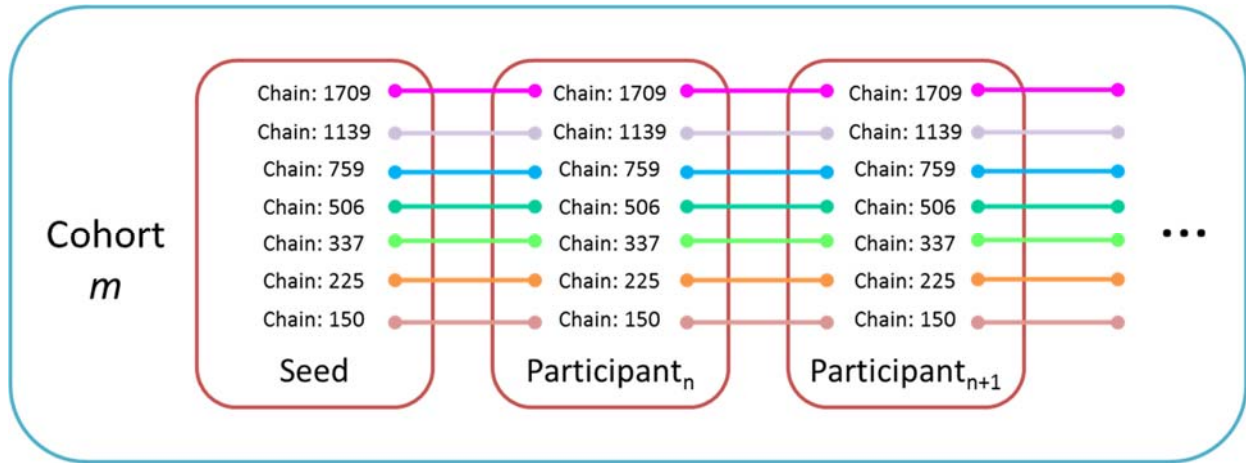 Chain: 1709 Chain: 1709 Chain: 1709
Chain: 1139 Chain: 1139 Chain: 1139
Chain: 759 Chain: 759 Chain: 759
Chain: 506 Chain: 506 Chain: 506
Cohort
m
Chain: 337 Chain: 337 Chain: 337
Chain: 225 Chain: 225 Chain: 225
Chain: 150 Chain: 150 Chain: 150
Seed Participantn Participantn+1
...